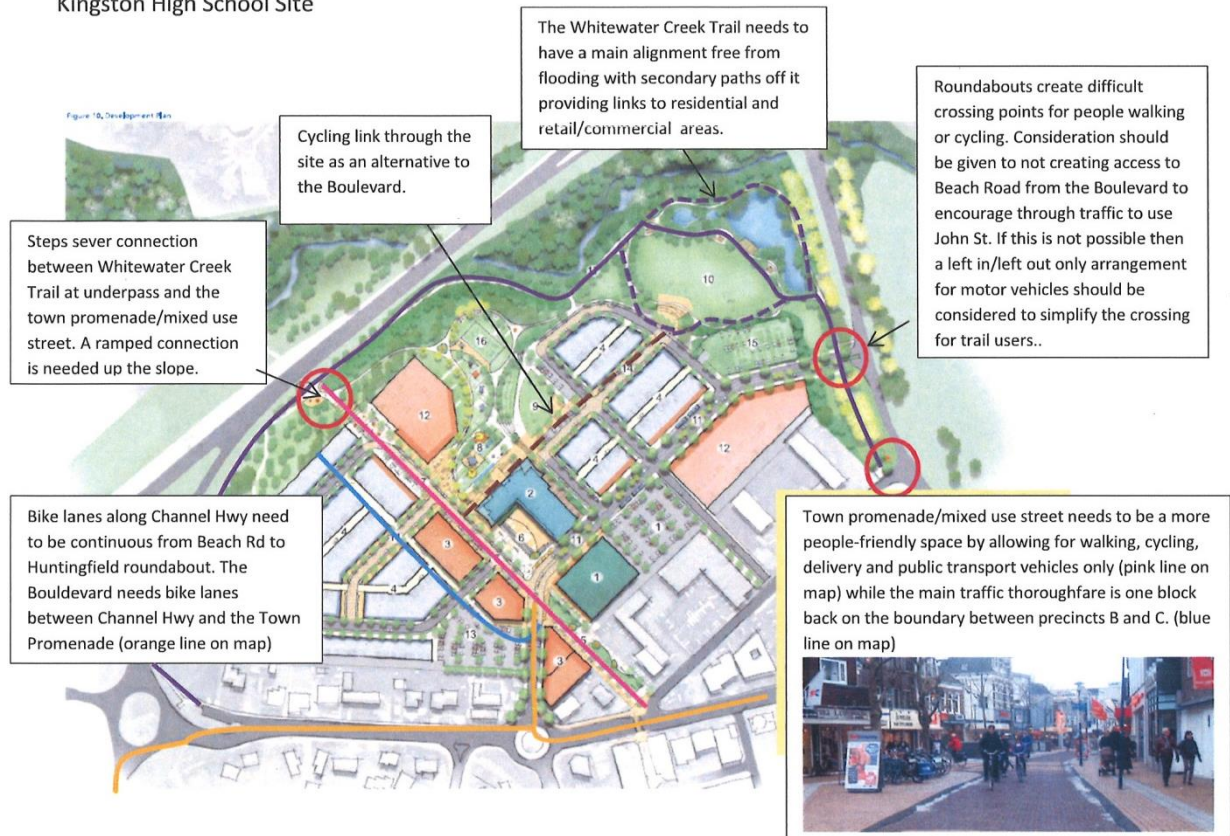 Kingston High School Site
The Whitewater Creek Trail needs to
have a main alignment free from
flooding with secondary paths off it
providing links to residential and
retail/commercial areas.
Roundabouts create difficult
crossing points for people walking
or cycling. Consideration should
be given to not creating access to
Beach Road from the Boulevard to
encourage through traffic to use
John St. If this is not possible then
a left in/left out only arrangement
for motor vehicles should be
considered to simplify the crossing
for trail users..
Figure 10, Development Plan
Cycling link through the
site as an alternative to
the Boulevard.
Steps sever connection
between Whitewater Creek
Trail at underpass and the
town promenade/mixed use
street. A ramped connection
is needed up the slope.
10
16
15
4
14
4
4
9
12
11
12
7
8
4
2
1
4
3
6
11
1
3
13
5
3
Bike lanes along Channel Hwy need
to be continuous from Beach Rd to
Huntingfield roundabout. The
Bouldevard needs bike lanes
between Channel Hwy and the Town
Promenade (orange line on map)
Town promenade/mixed use street needs to be a more
people-friendly space by allowing for walking, cycling,
delivery and public transport vehicles only (pink line on
map) while the main traffic thoroughfare is one block
back on the boundary between precincts B and C. (blue
line on map)